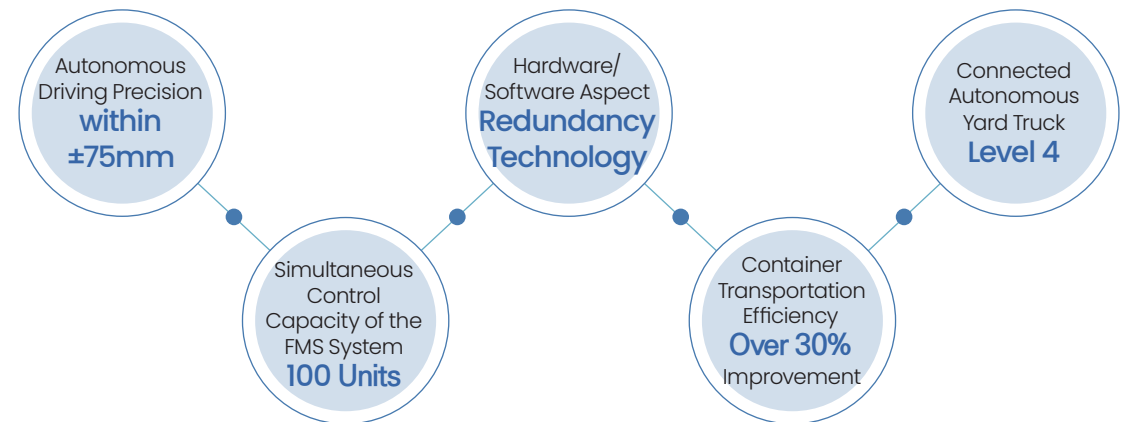 Autonomous
Driving Precision
within
±75mm
Simultaneous
Control
Capacity of the
FMS System
100 Units
Hardware/
Software Aspect
Redundancy
Technology
Container
Transportation
Efficiency
Over 30%
Improvement
Connected
Autonomous
Yard Truck
Level 4